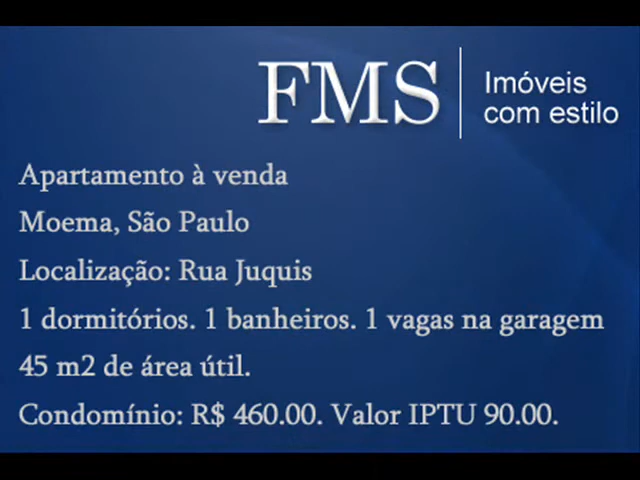 FMS
Imóveis
com estilo
Apartamento à venda
Moema, São Paulo
Localização: Rua Juquis
1 dormitórios. 1 banheiros. 1 vagas na garagem
45 m2 de área útil.
Condomínio: R$ 460.00. Valor IPTU 90.00.